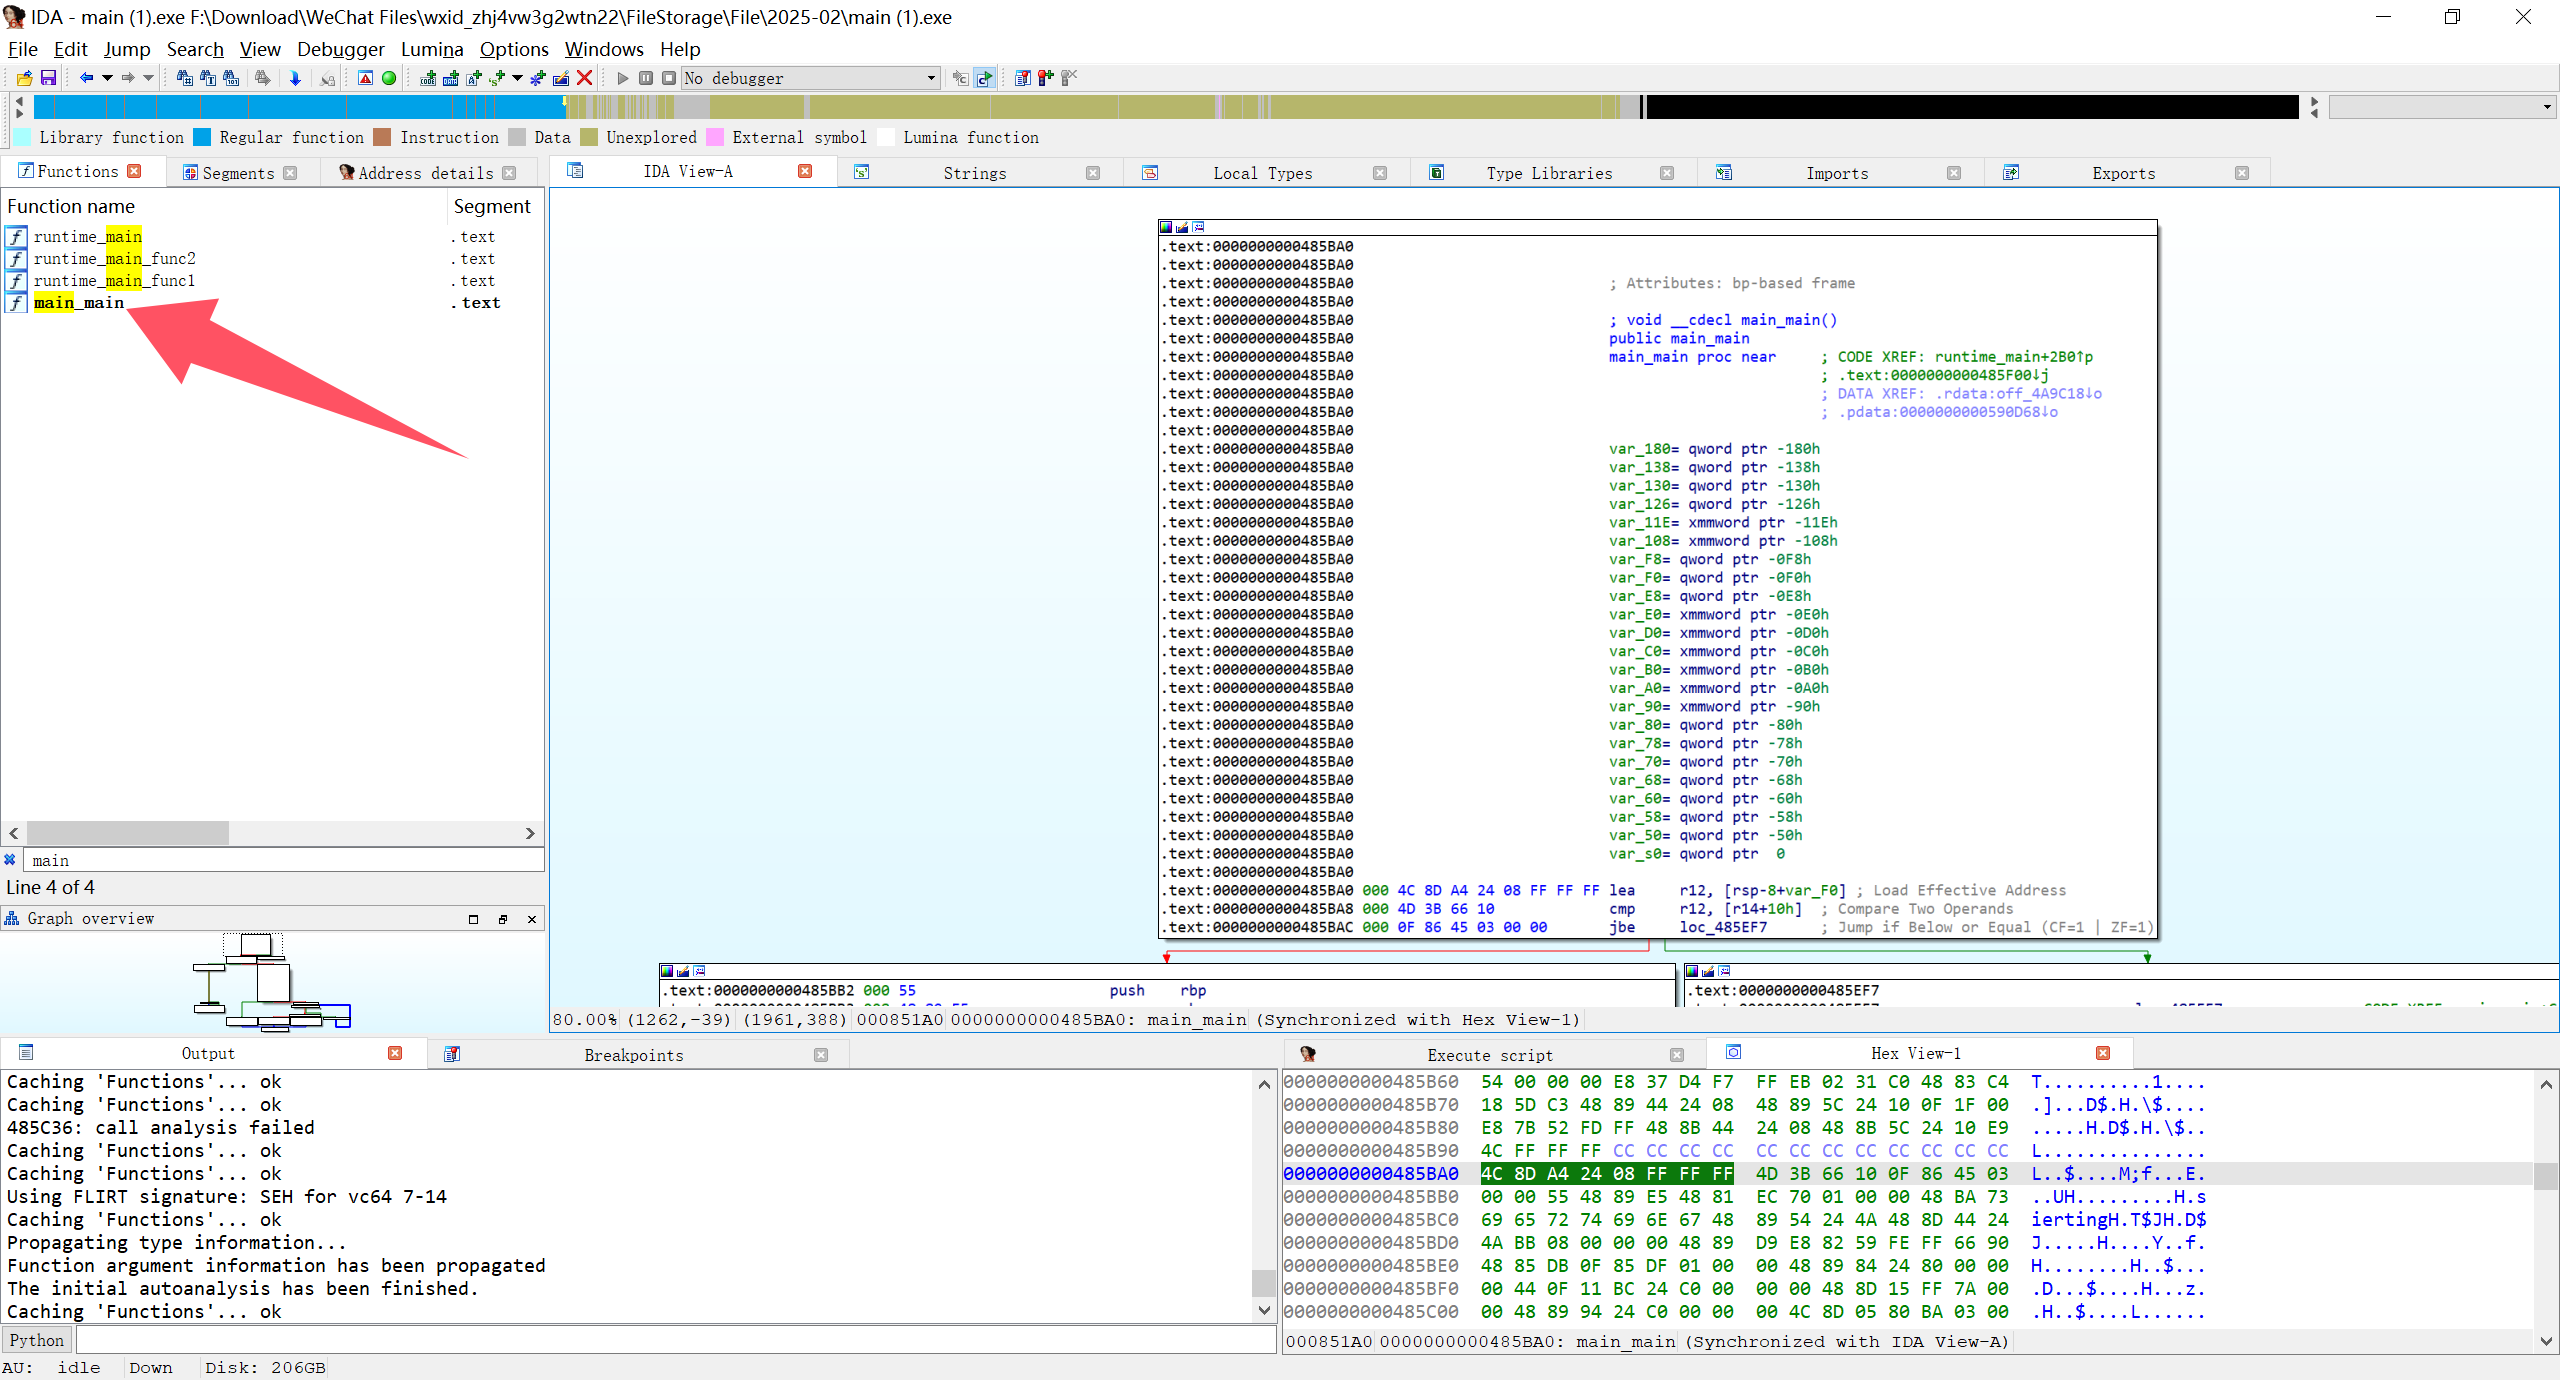 IDA - main (1).exe F:\Download\WeChat Files\wxid_zhj4vw3g2wtn22\FileStorage\File\2025-02\main (1).exe
File Edit Jump Search View Debugger Lumina Options Windows Help
No debugger
Library function Regular function Instruction Data Unexplored External symbol Lumina function
Functions Segments Address details IDA View-A Strings Local Types Type Libraries Imports Exports
Function name Segment
runtime_main .text
runtime_main_func2 .text
runtime_main_func1 .text
main_main .text
main
Line 4 of 4
Graph overview
.text:0000000000485BA0
.text:0000000000485BA0
.text:0000000000485BA0 ; Attributes: bp-based frame
.text:0000000000485BA0
.text:0000000000485BA0 ; void __cdecl main_main()
.text:0000000000485BA0 public main_main
.text:0000000000485BA0 main_main proc near ; CODE XREF: runtime_main+2B0↑p
.text:0000000000485BA0 ; .text:0000000000485F00↓j
.text:0000000000485BA0 ; DATA XREF: .rdata:off_4A9C18↓o
.text:0000000000485BA0 ; .pdata:0000000000590D68↓o
.text:0000000000485BA0
.text:0000000000485BA0 var_180= qword ptr -180h
.text:0000000000485BA0 var_138= qword ptr -138h
.text:0000000000485BA0 var_130= qword ptr -130h
.text:0000000000485BA0 var_126= qword ptr -126h
.text:0000000000485BA0 var_11E= xmmword ptr -11Eh
.text:0000000000485BA0 var_108= xmmword ptr -108h
.text:0000000000485BA0 var_F8= qword ptr -0F8h
.text:0000000000485BA0 var_F0= qword ptr -0F0h
.text:0000000000485BA0 var_E8= qword ptr -0E8h
.text:0000000000485BA0 var_E0= xmmword ptr -0E0h
.text:0000000000485BA0 var_D0= xmmword ptr -0D0h
.text:0000000000485BA0 var_C0= xmmword ptr -0C0h
.text:0000000000485BA0 var_B0= xmmword ptr -0B0h
.text:0000000000485BA0 var_A0= xmmword ptr -0A0h
.text:0000000000485BA0 var_90= xmmword ptr -90h
.text:0000000000485BA0 var_80= qword ptr -80h
.text:0000000000485BA0 var_78= qword ptr -78h
.text:0000000000485BA0 var_70= qword ptr -70h
.text:0000000000485BA0 var_68= qword ptr -68h
.text:0000000000485BA0 var_60= qword ptr -60h
.text:0000000000485BA0 var_58= qword ptr -58h
.text:0000000000485BA0 var_50= qword ptr -50h
.text:0000000000485BA0 var_s0= qword ptr 0
.text:0000000000485BA0
.text:0000000000485BA0 000 4C 8D A4 24 08 FF FF FF lea r12, [rsp-8+var_F0] ; Load Effective Address
.text:0000000000485BA8 000 4D 3B 66 10 cmp r12, [r14+10h] ; Compare Two Operands
.text:0000000000485BAC 000 0F 86 45 03 00 00 jbe loc_485EF7 ; Jump if Below or Equal (CF=1 | ZF=1)
.text:0000000000485BB2 000 55 push rbp
.text:0000000000485EF7
80.00% (1262,-39) (1961,388) 000851A0 0000000000485BA0: main_main (Synchronized with Hex View-1)
Output Breakpoints
Caching 'Functions'... ok
Caching 'Functions'... ok
485C36: call analysis failed
Caching 'Functions'... ok
Caching 'Functions'... ok
Using FLIRT signature: SEH for vc64 7-14
Caching 'Functions'... ok
Propagating type information...
Function argument information has been propagated
The initial autoanalysis has been finished.
Caching 'Functions'... ok
Python
Execute script Hex View-1
0000000000485B60 54 00 00 00 E8 37 D4 F7 FF EB 02 31 C0 48 83 C4 T..........1....
0000000000485B70 18 5D C3 48 89 44 24 08 48 89 5C 24 10 0F 1F 00 .]...D$.H.\$....
0000000000485B80 E8 7B 52 FD FF 48 8B 44 24 08 48 8B 5C 24 10 E9 .....H.D$.H.\$..
0000000000485B90 4C FF FF FF CC CC CC CC CC CC CC CC CC CC CC CC L...............
0000000000485BA0 4C 8D A4 24 08 FF FF FF 4D 3B 66 10 0F 86 45 03 L..$....M;f...E.
0000000000485BB0 00 00 55 48 89 E5 48 81 EC 70 01 00 00 48 BA 73 ..UH.........H.s
0000000000485BC0 69 65 72 74 69 6E 67 48 89 54 24 4A 48 8D 44 24 iertingH.T$JH.D$
0000000000485BD0 4A BB 08 00 00 00 48 89 D9 E8 82 59 FE FF 66 90 J.....H....Y..f.
0000000000485BE0 48 85 DB 0F 85 DF 01 00 00 48 89 84 24 80 00 00 H........H..$...
0000000000485BF0 00 44 0F 11 BC 24 C0 00 00 00 48 8D 15 FF 7A 00 .D...$....H...z.
0000000000485C00 00 48 89 94 24 C0 00 00 00 4C 8D 05 80 BA 03 00 .H..$....L......
000851A0 0000000000485BA0: main_main (Synchronized with IDA View-A)
AU: idle Down Disk: 206GB